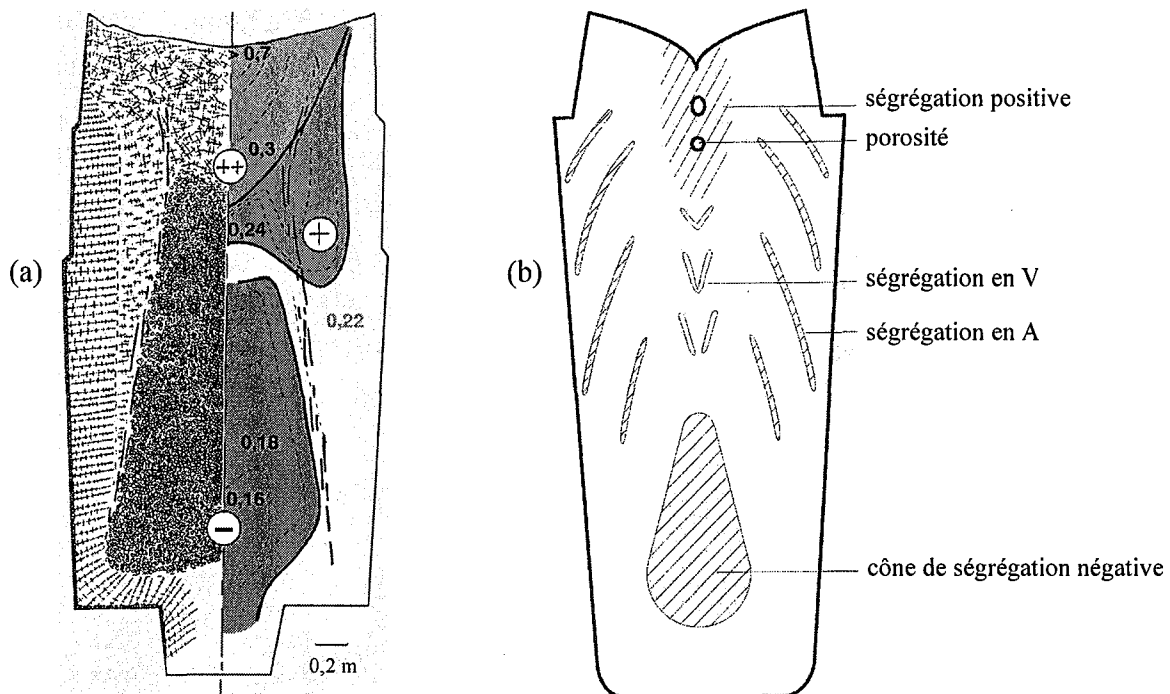 (a)
> 0,7
0,3
++
0,24
+
0,22
0,18
0,16
−
0,2 m
(b)
ségrégation positive
porosité
ségrégation en V
ségrégation en A
cône de ségrégation négative